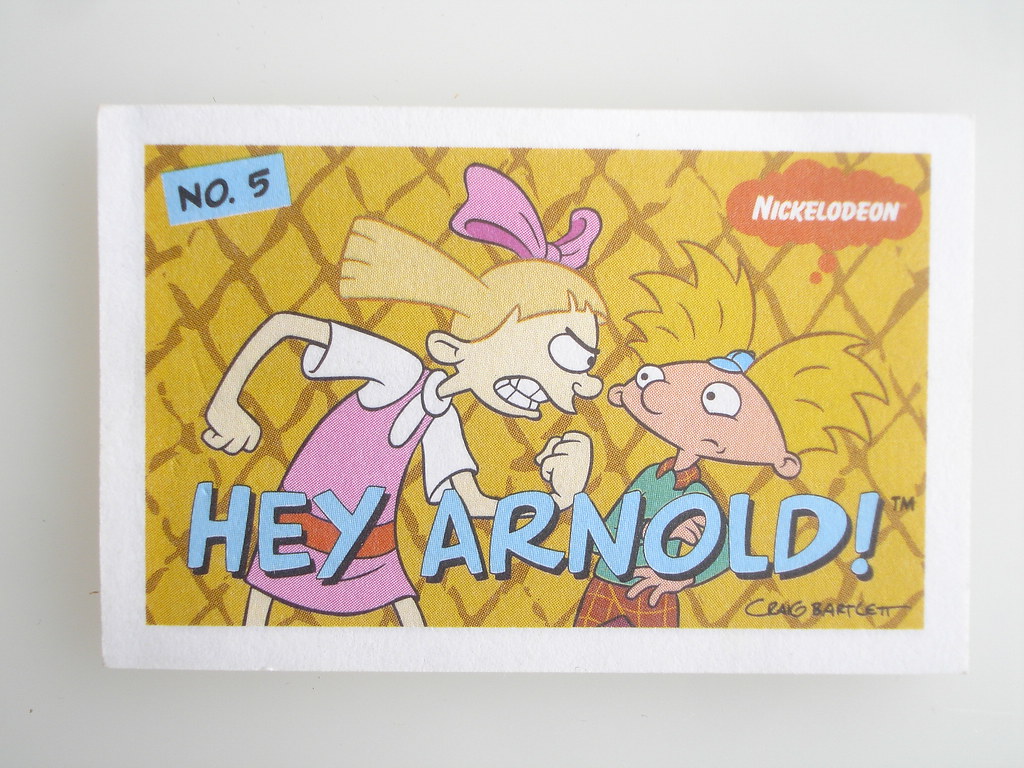 NO. 5
NICKELODEON
HEY ARNOLD!™
CRAIG BARTLETT